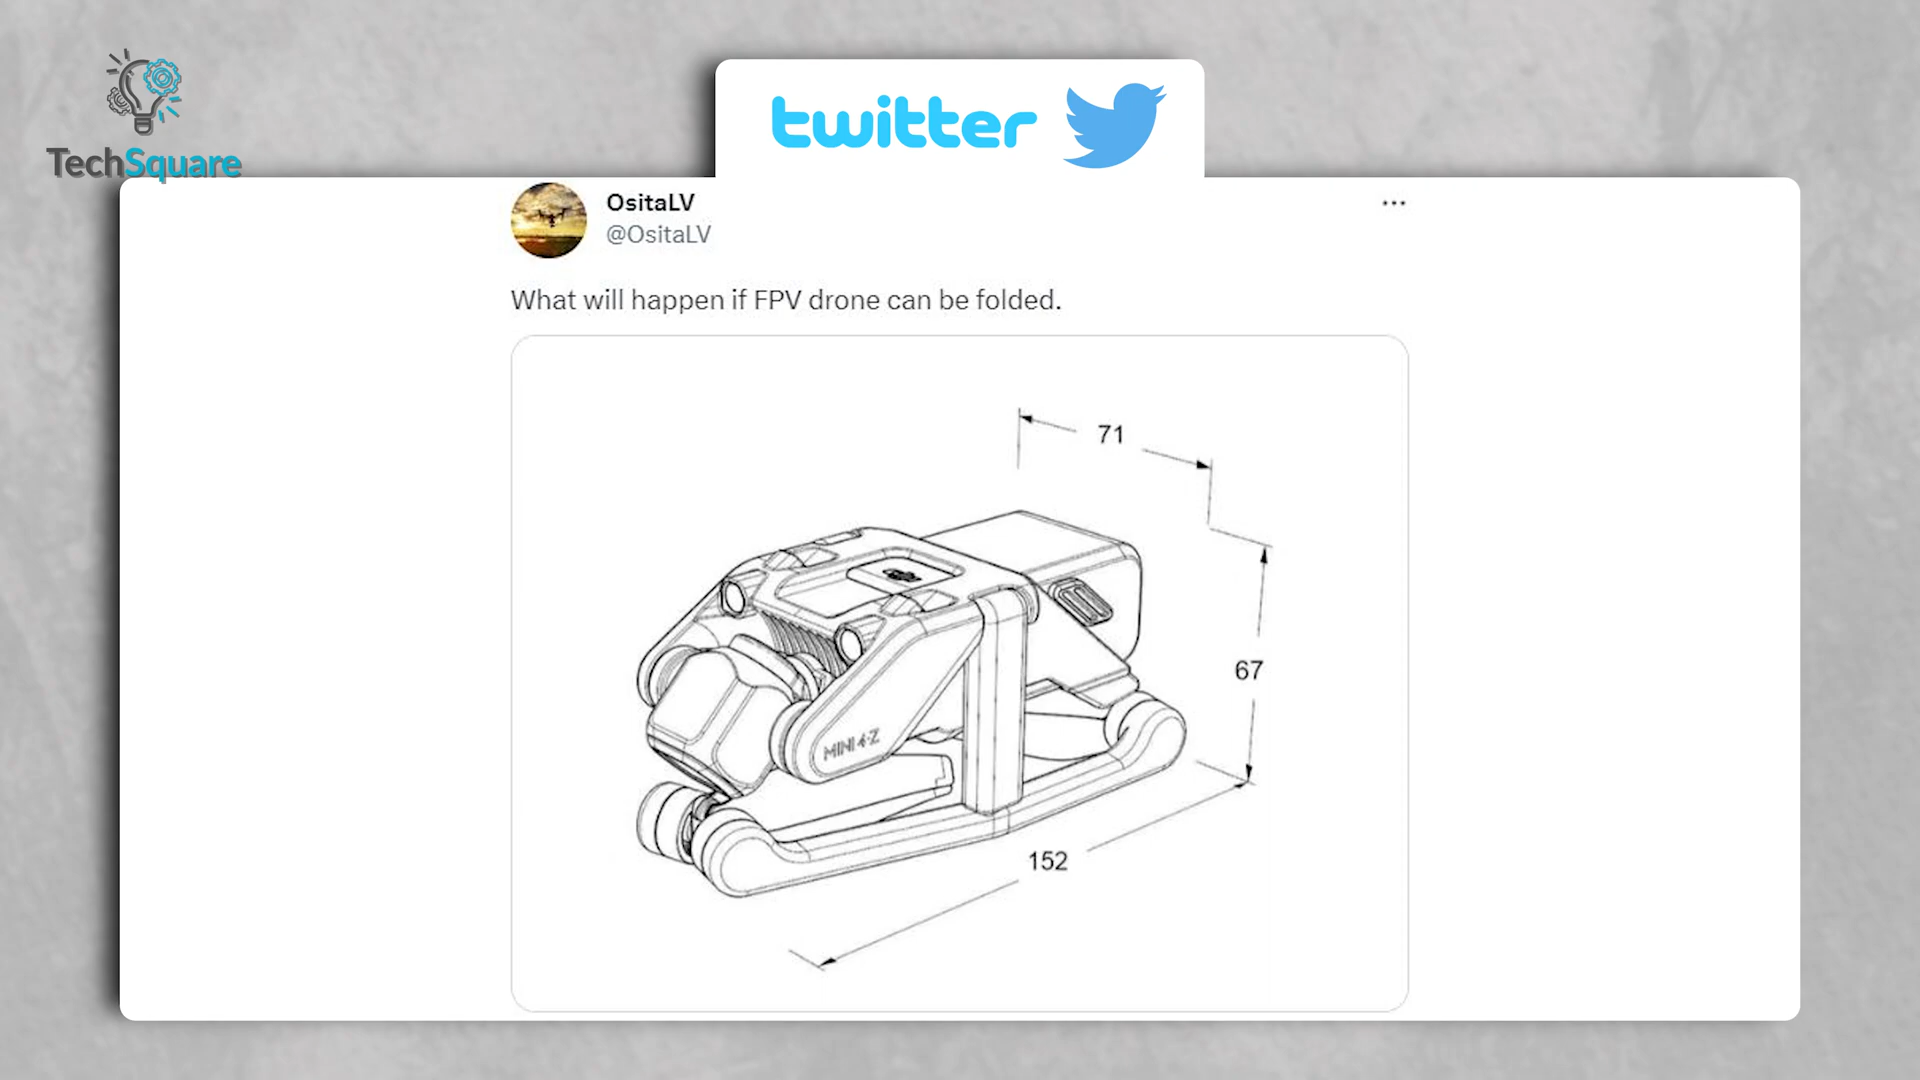 TechSquare
twitter
OsitaLV
@OsitaLV
What will happen if FPV drone can be folded.
71
67
MINI 4·Z
152